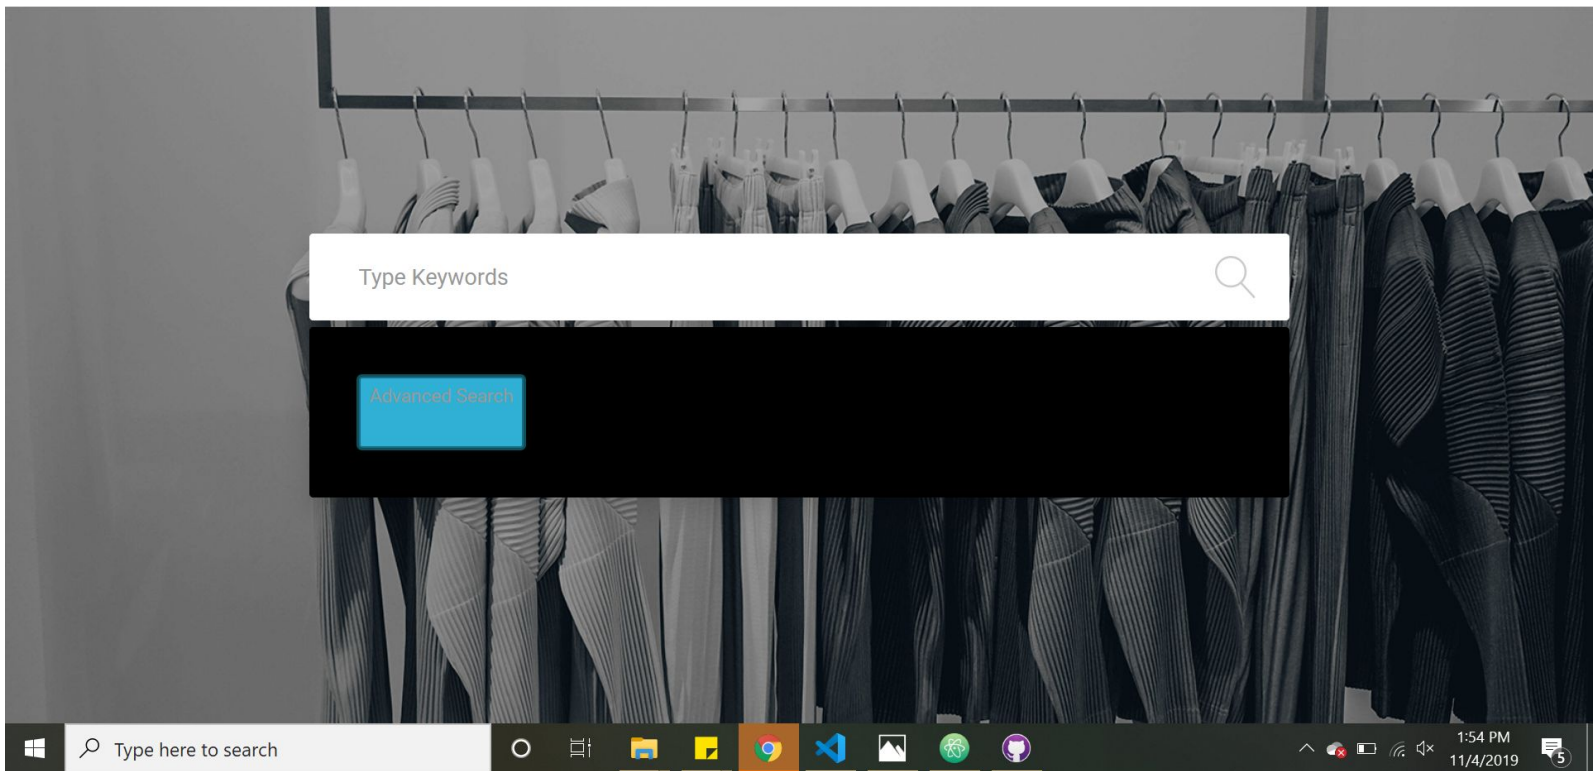 Type Keywords
Advanced Search
Type here to search
1:54 PM
11/4/2019
5